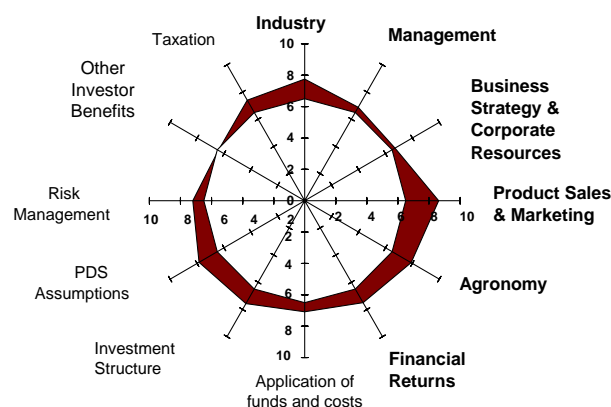 Industry
Taxation
Management
Other
Investor
Benefits
Business
Strategy &
Corporate
Resources
Risk
Management
Product Sales
& Marketing
PDS
Assumptions
Agronomy
Investment
Structure
Application of
funds and costs
Financial
Returns
10
8
6
4
2
0
10 8 6 4 2 0 2 4 6 8 10
2
4
6
8
10